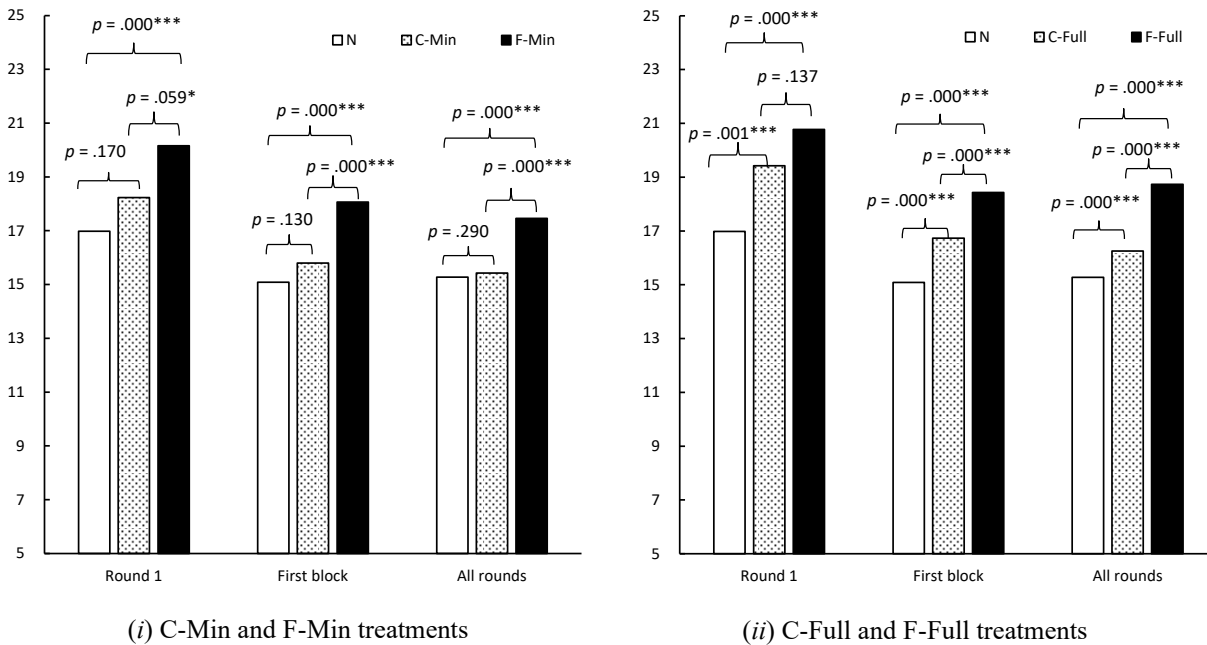 25
23
21
19
17
15
13
11
9
7
5
N C-Min F-Min
p = .000***
p = .059*
p = .170
p = .000***
p = .000***
p = .130
p = .000***
p = .000***
p = .290
Round 1 First block All rounds
(i) C-Min and F-Min treatments
25
23
21
19
17
15
13
11
9
7
5
N C-Full F-Full
p = .000***
p = .137
p = .001***
p = .000***
p = .000***
p = .000***
p = .000***
p = .000***
p = .000***
Round 1 First block All rounds
(ii) C-Full and F-Full treatments